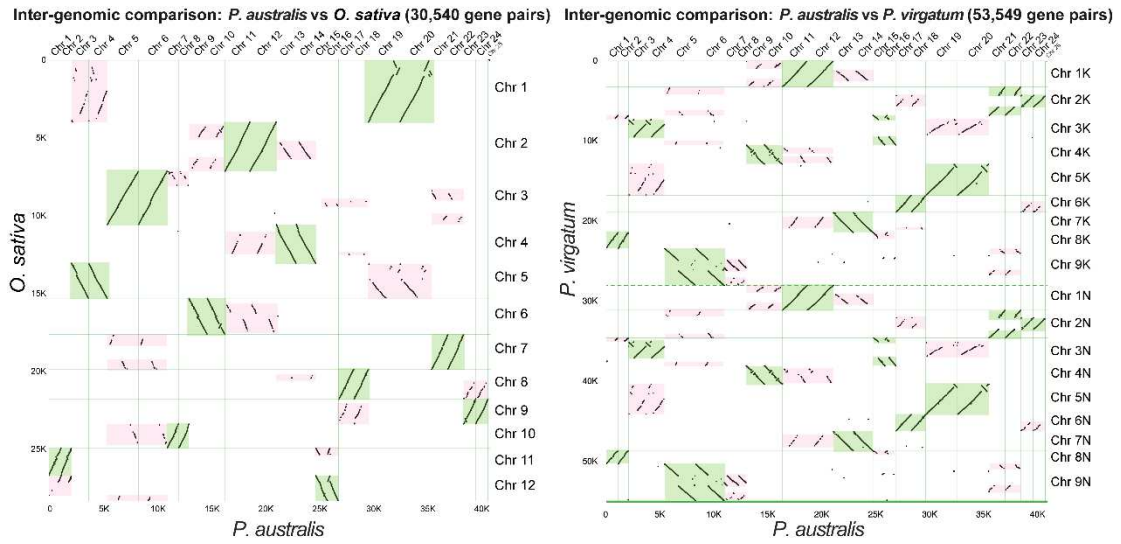 Inter-genomic comparison: P. australis vs O. sativa (30,540 gene pairs)
Chr 1
Chr 2
Chr 3
Chr 4
Chr 5
Chr 6
Chr 7
Chr 8
Chr 9
Chr 10
Chr 11
Chr 12
Chr 13
Chr 14
Chr 15
Chr 16
Chr 17
Chr 18
Chr 19
Chr 20
Chr 21
Chr 22
Chr 23
Chr 24
0
5K
10K
15K
20K
25K
O. sativa
Chr 1
Chr 2
Chr 3
Chr 4
Chr 5
Chr 6
Chr 7
Chr 8
Chr 9
Chr 10
Chr 11
Chr 12
0 5K 10K 15K 20K 25K 30K 35K 40K
P. australis
Inter-genomic comparison: P. australis vs P. virgatum (53,549 gene pairs)
Chr 1
Chr 2
Chr 3
Chr 4
Chr 5
Chr 6
Chr 7
Chr 8
Chr 9
Chr 10
Chr 11
Chr 12
Chr 13
Chr 14
Chr 15
Chr 16
Chr 17
Chr 18
Chr 19
Chr 20
Chr 21
Chr 22
Chr 23
Chr 24
0
10K
20K
30K
40K
50K
P. virgatum
Chr 1K
Chr 2K
Chr 3K
Chr 4K
Chr 5K
Chr 6K
Chr 7K
Chr 8K
Chr 9K
Chr 1N
Chr 2N
Chr 3N
Chr 4N
Chr 5N
Chr 6N
Chr 7N
Chr 8N
Chr 9N
0 5K 10K 15K 20K 25K 30K 35K 40K
P. australis